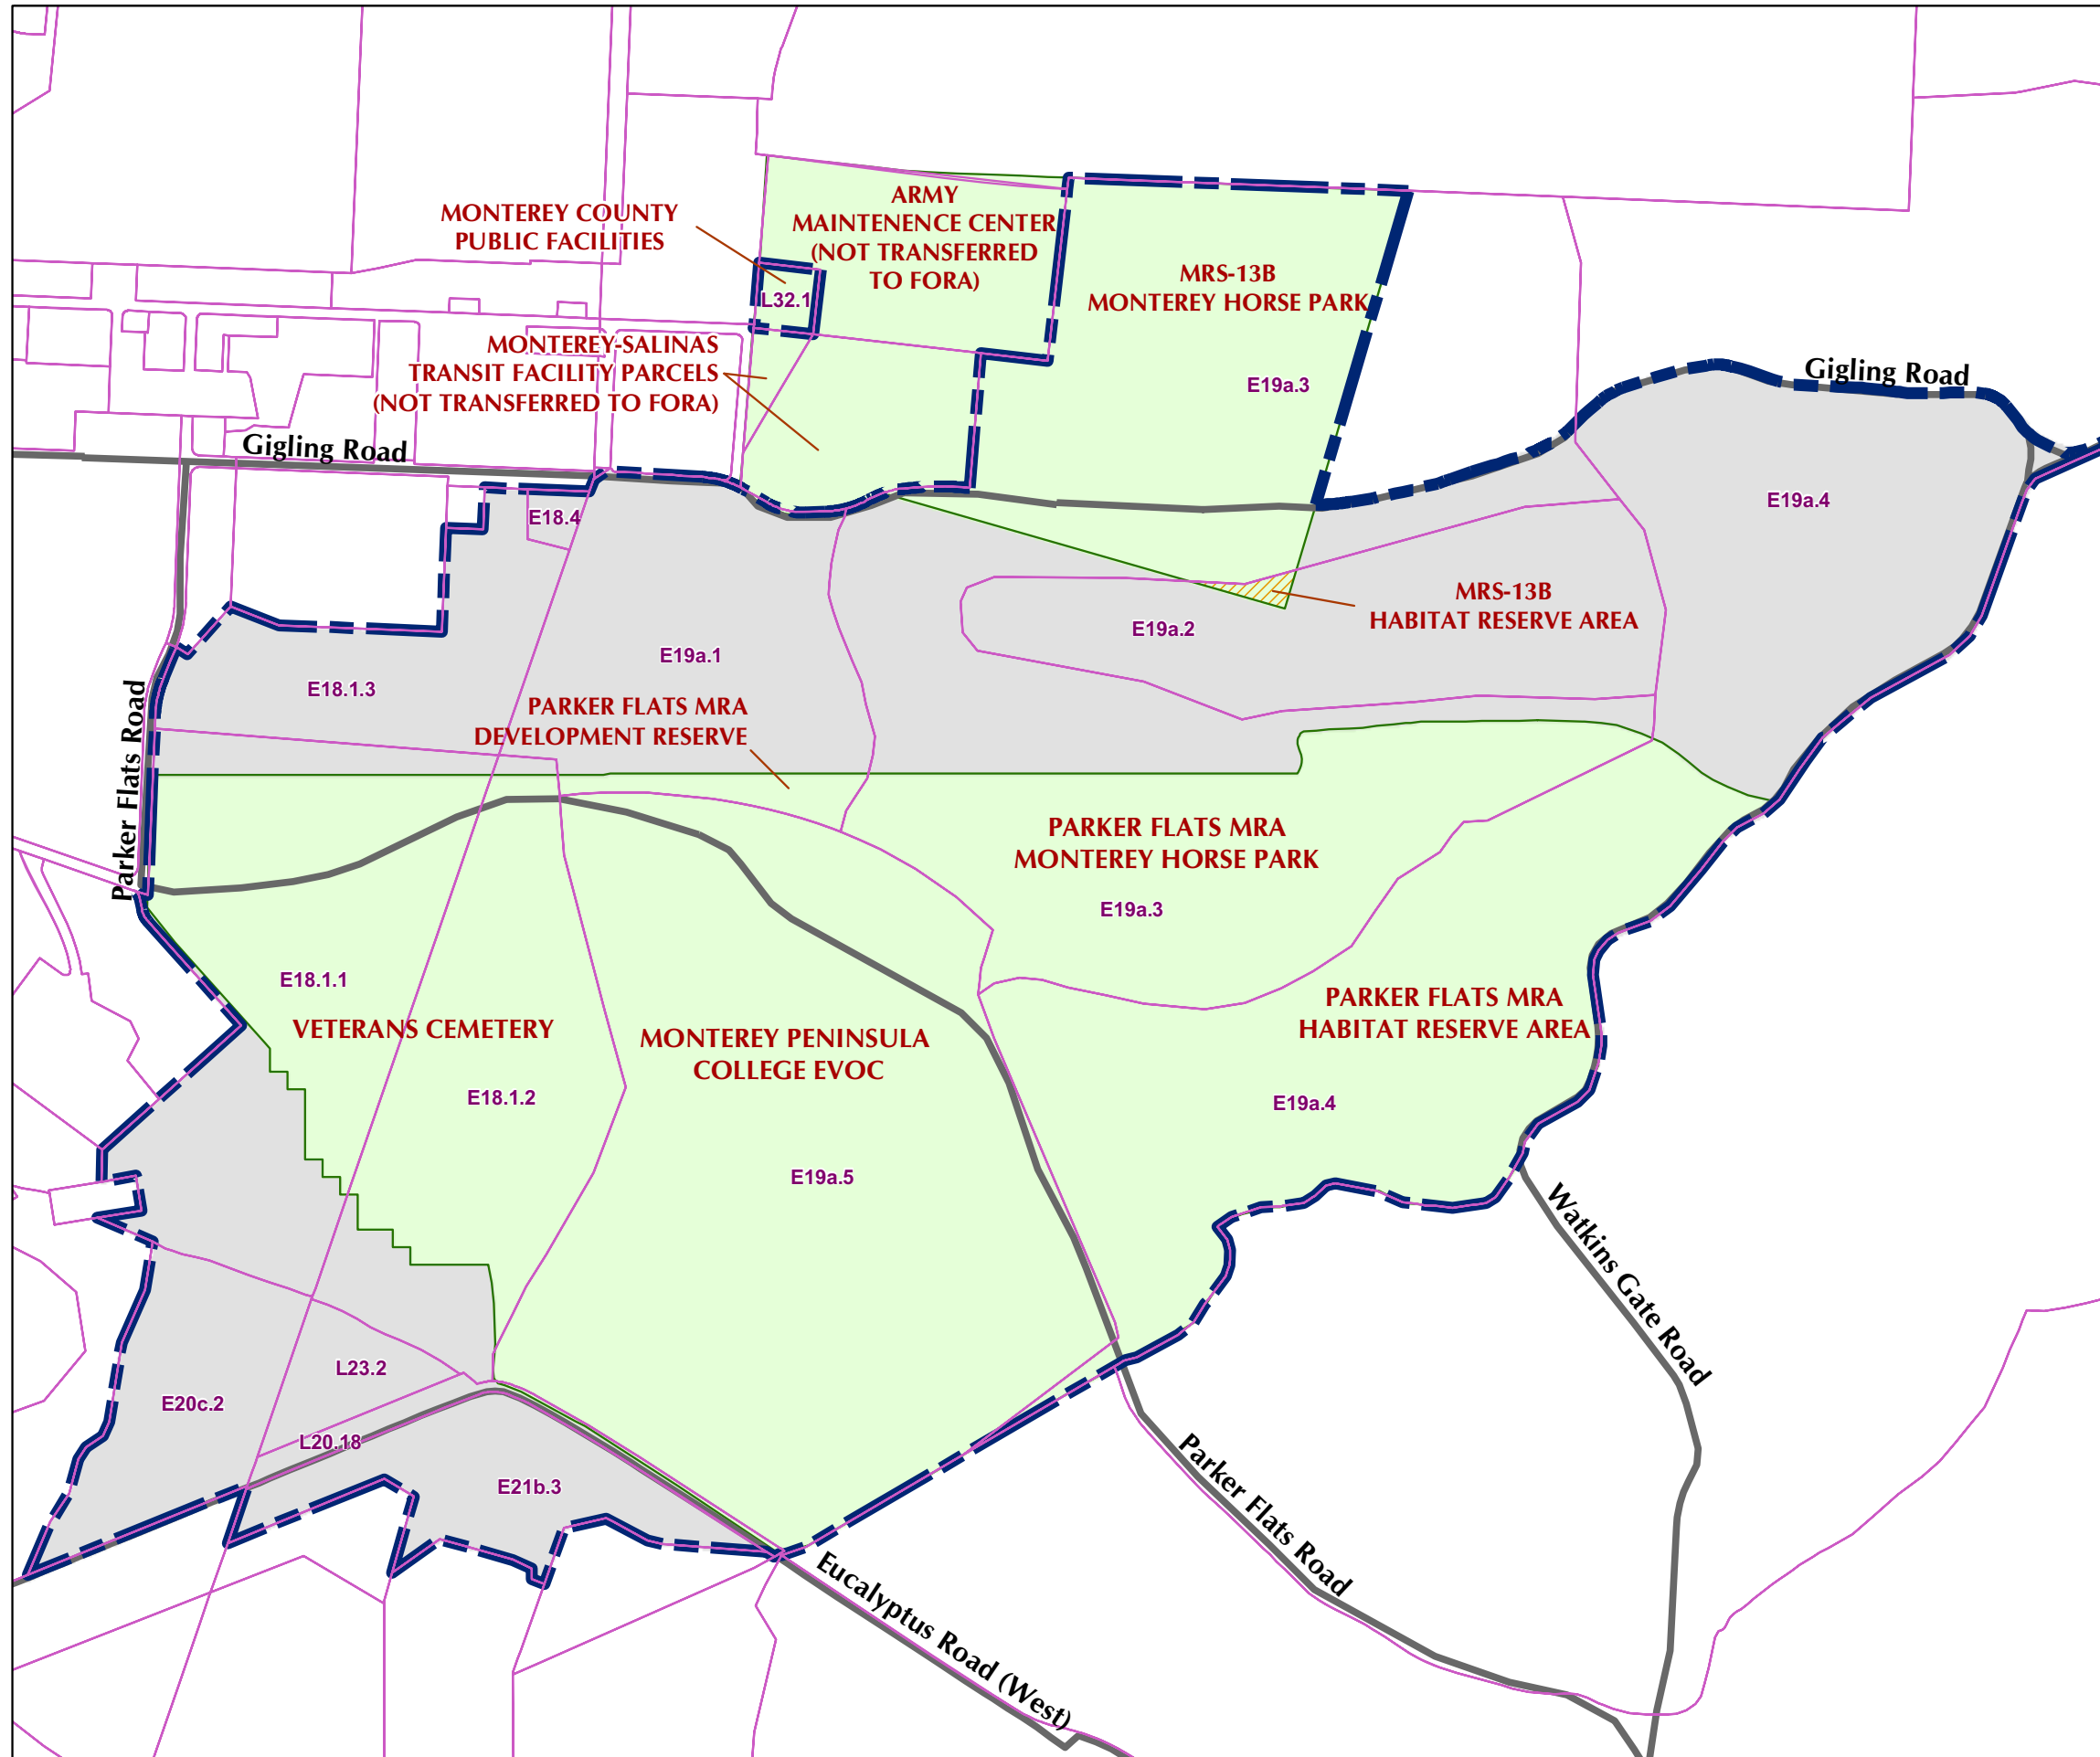 MONTEREY COUNTY
PUBLIC FACILITIES
ARMY
MAINTENENCE CENTER
(NOT TRANSFERRED
TO FORA)
MRS-13B
MONTEREY HORSE PARK
L32.1
MONTEREY-SALINAS
TRANSIT FACILITY PARCELS
(NOT TRANSFERRED TO FORA)
E19a.3
Gigling Road
Gigling Road
E19a.4
E18.4
MRS-13B
HABITAT RESERVE AREA
E19a.2
E19a.1
E18.1.3
PARKER FLATS MRA
DEVELOPMENT RESERVE
Parker Flats Road
PARKER FLATS MRA
MONTEREY HORSE PARK
E19a.3
E18.1.1
VETERANS CEMETERY
MONTEREY PENINSULA
COLLEGE EVOC
PARKER FLATS MRA
HABITAT RESERVE AREA
E18.1.2
E19a.4
E19a.5
Watkins Gate Road
L23.2
E20c.2
L20.18
E21b.3
Parker Flats Road
Eucalyptus Road (West)